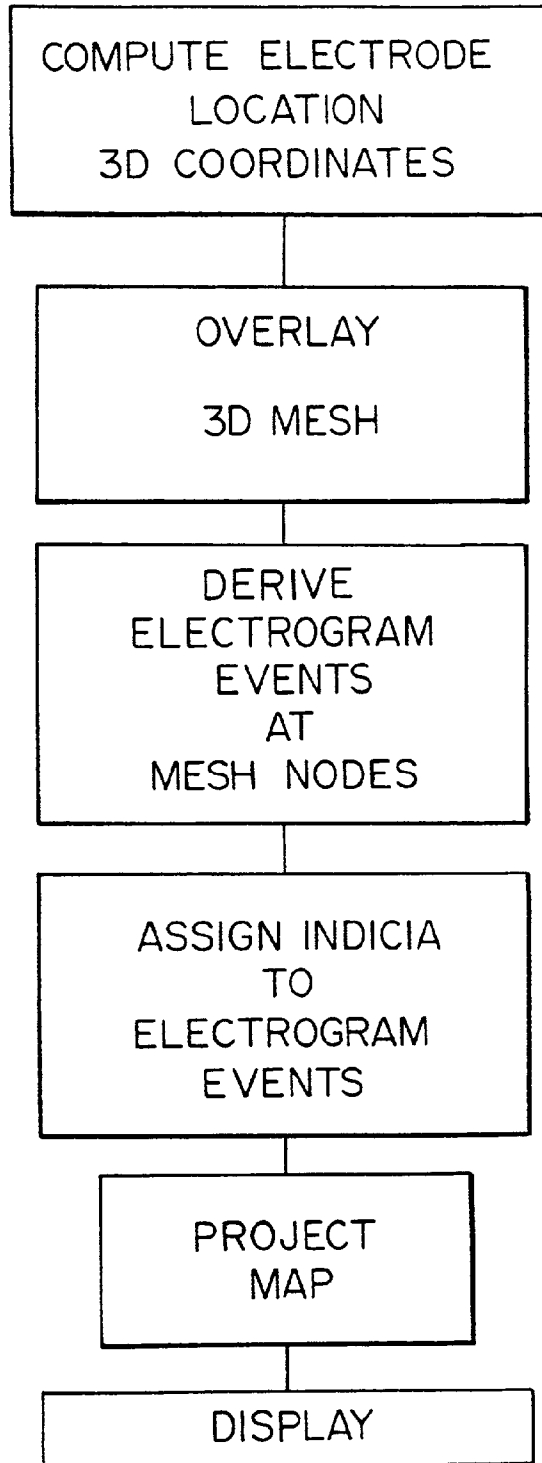 COMPUTE ELECTRODE
LOCATION
3D COORDINATES
OVERLAY
3D MESH
DERIVE
ELECTROGRAM
EVENTS
AT
MESH NODES
ASSIGN INDICIA
TO
ELECTROGRAM
EVENTS
PROJECT
MAP
DISPLAY